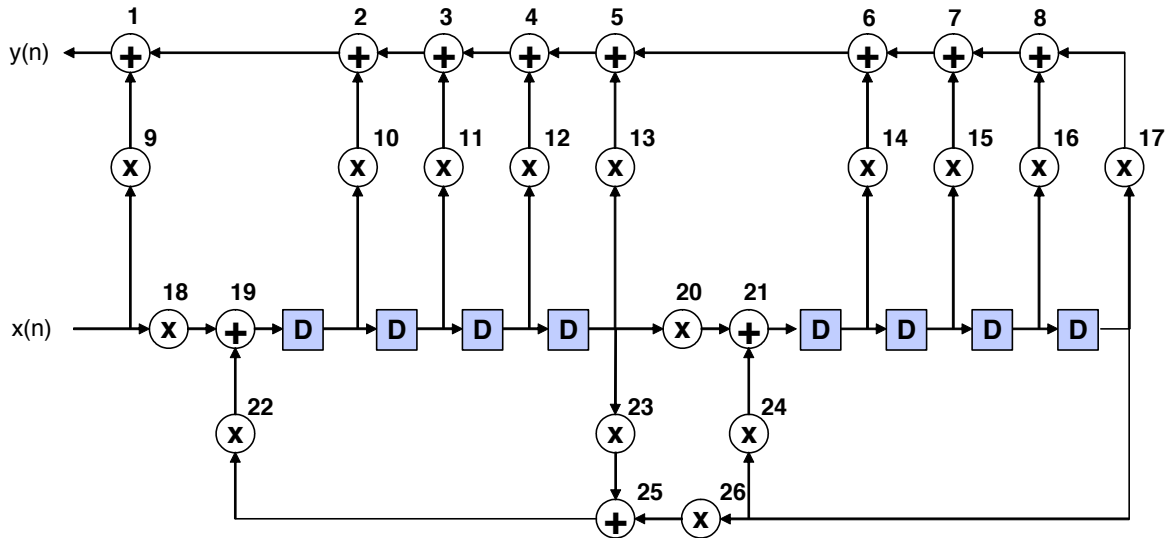 1 2 3 4 5 6 7 8
y(n) + + + + + + + +
9 10 11 12 13 14 15 16 17
x x x x x x x x x
18 19 20 21
x(n) x + D D D D x + D D D D
22 23 24
x x x
25 26
+ x